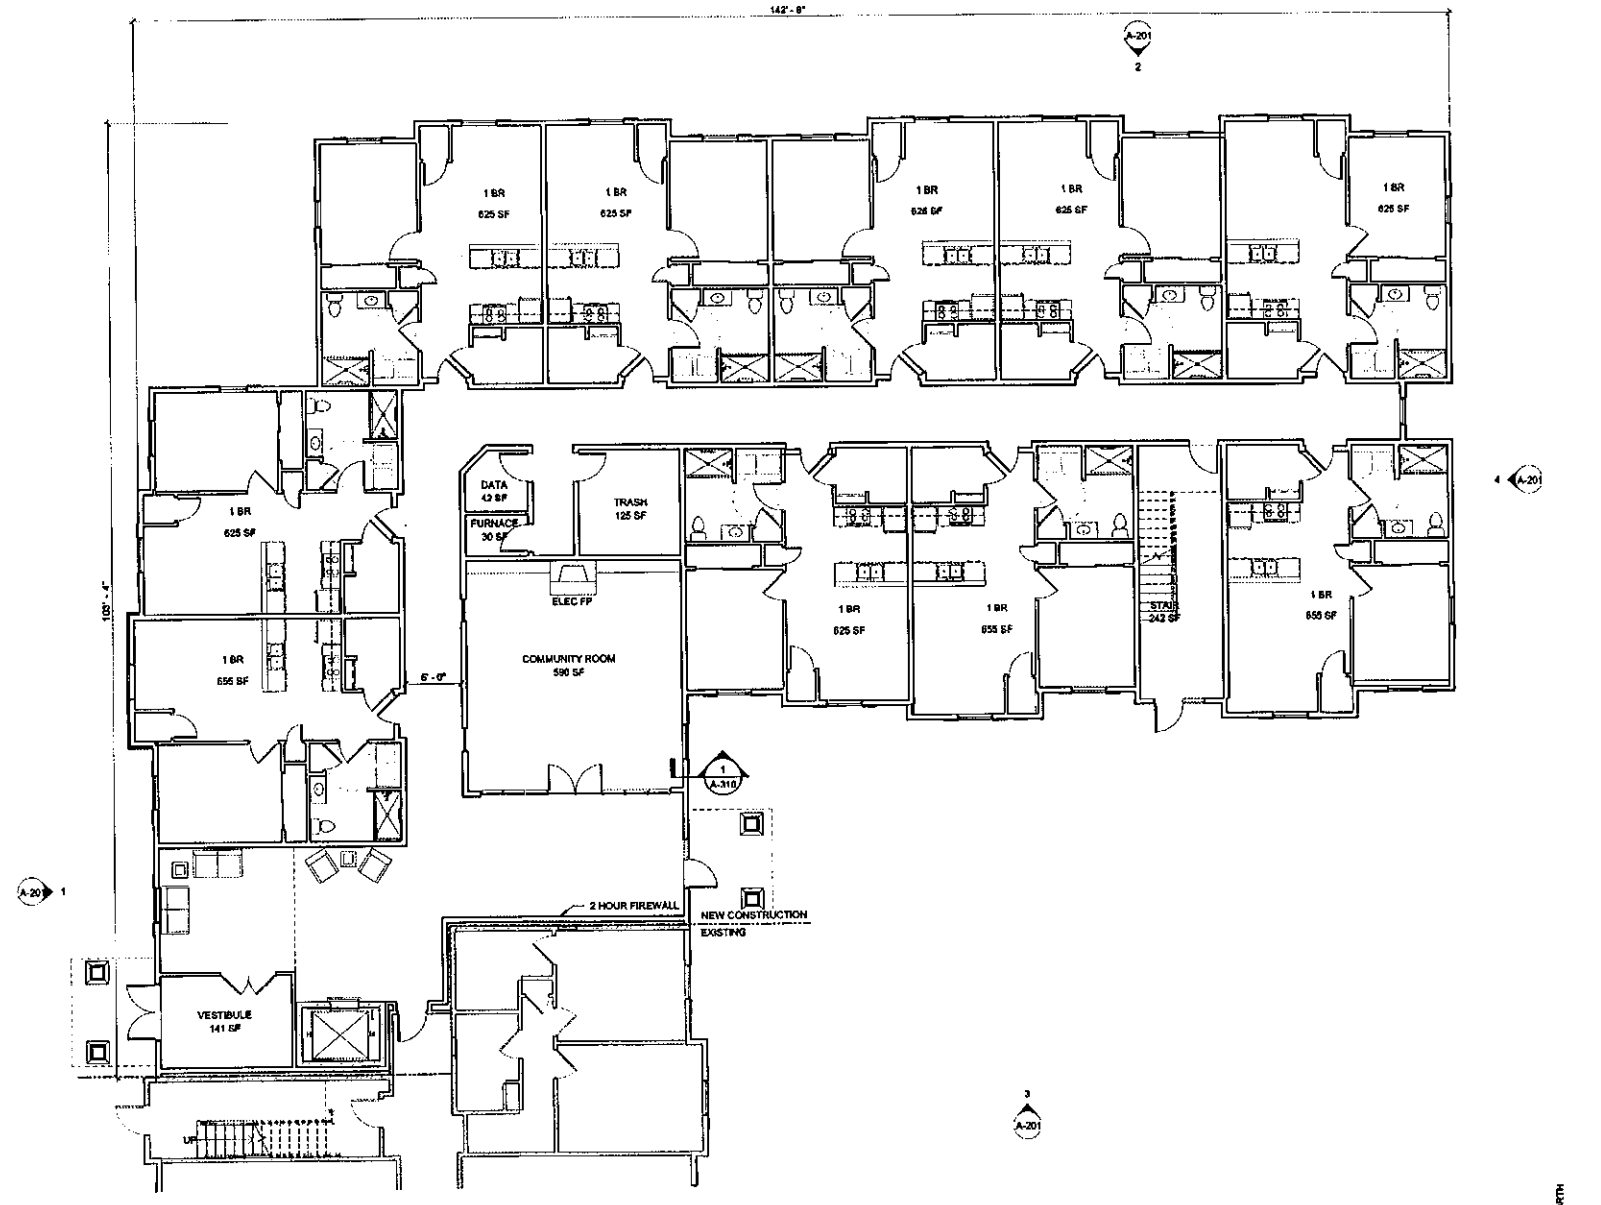 142' - 8"
A-201
2
1 BR
625 SF
1 BR
625 SF
1 BR
625 SF
1 BR
625 SF
1 BR
625 SF
DATA
42 SF
FURNACE
30 SF
TRASH
125 SF
4
A-201
1 BR
625 SF
103' - 4"
ELEC FP
STAIR
242 SF
1 BR
625 SF
1 BR
655 SF
1 BR
655 SF
1 BR
655 SF
COMMUNITY ROOM
590 SF
6' - 0"
1
A-310
A-201
1
2 HOUR FIREWALL
NEW CONSTRUCTION
EXISTING
VESTIBULE
141 SF
UP
3
A-201